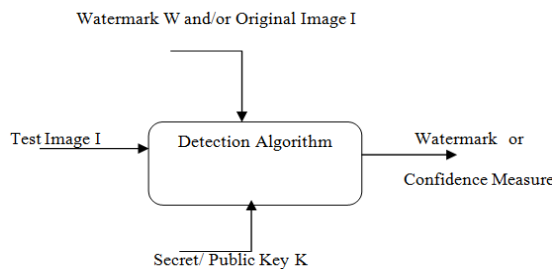 Watermark W and/or Original Image I
Test Image I
Detection Algorithm
Watermark or
Confidence Measure
Secret/ Public Key K